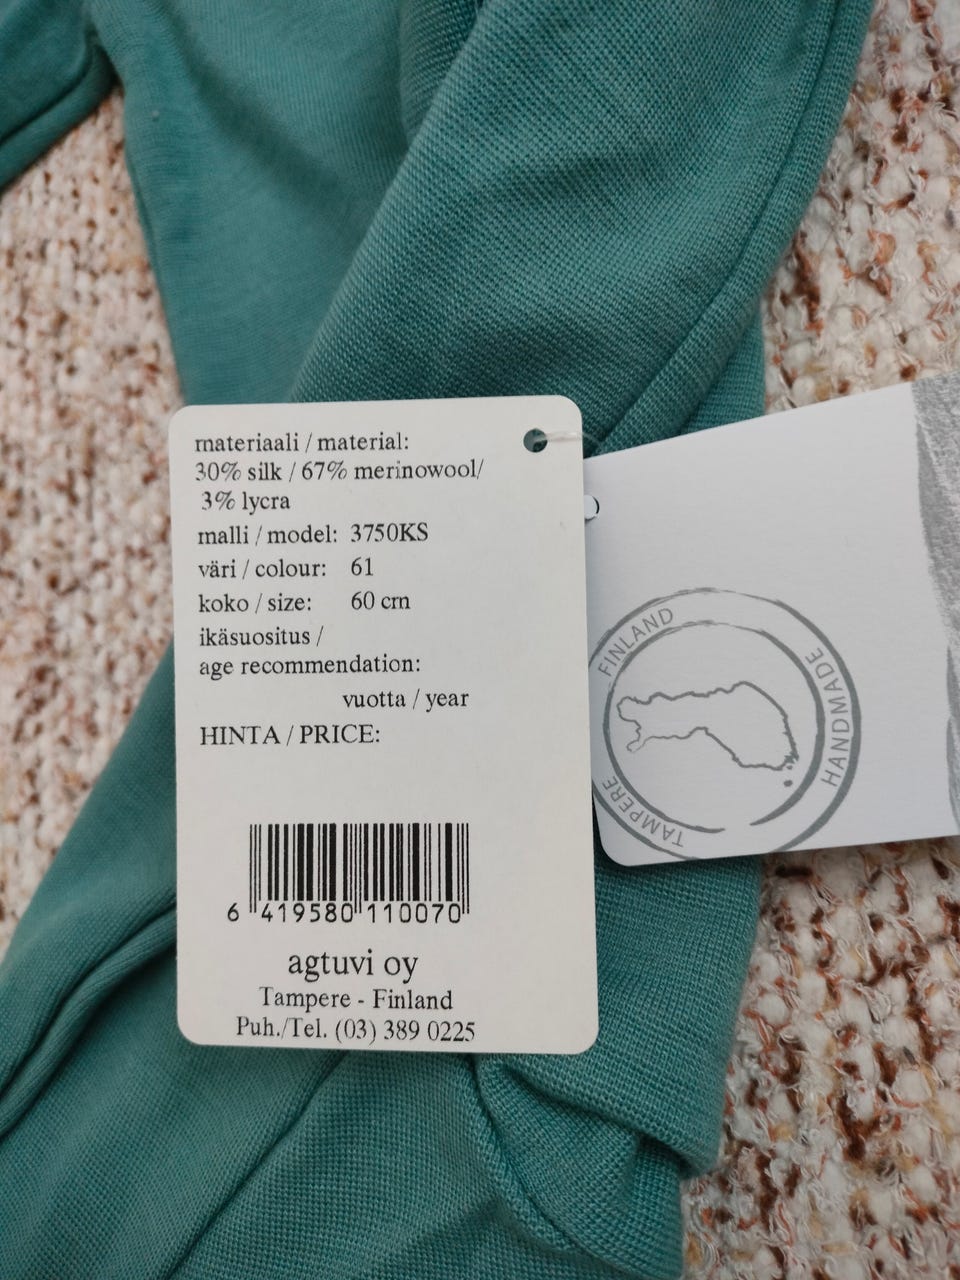 materiaali / material:
30% silk / 67% merinowool/
3% lycra
malli / model: 3750KS
väri / colour: 61
koko / size: 60 cm
ikäsuositus /
age recommendation:
vuotta / year
HINTA / PRICE:
6 419580 110070
agtuvi oy
Tampere - Finland
Puh./Tel. (03) 389 0225
FINLAND
HANDMADE
TAMPERE